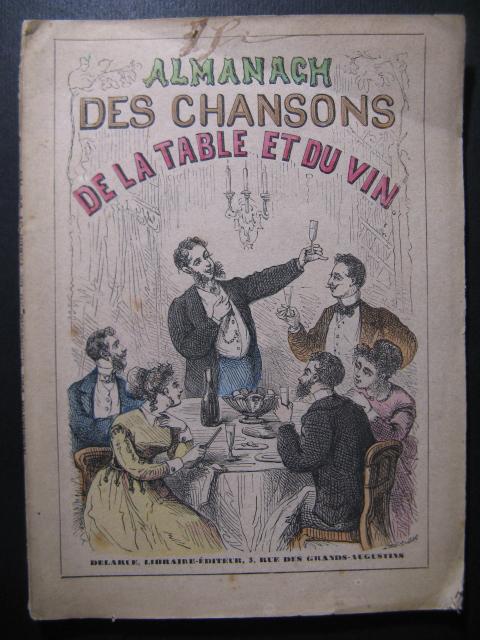 ALMANACH
DES CHANSONS
DE LA TABLE ET DU VIN
DELARUE, LIBRAIRE-ÉDITEUR, 3, RUE DES GRANDS-AUGUSTINS